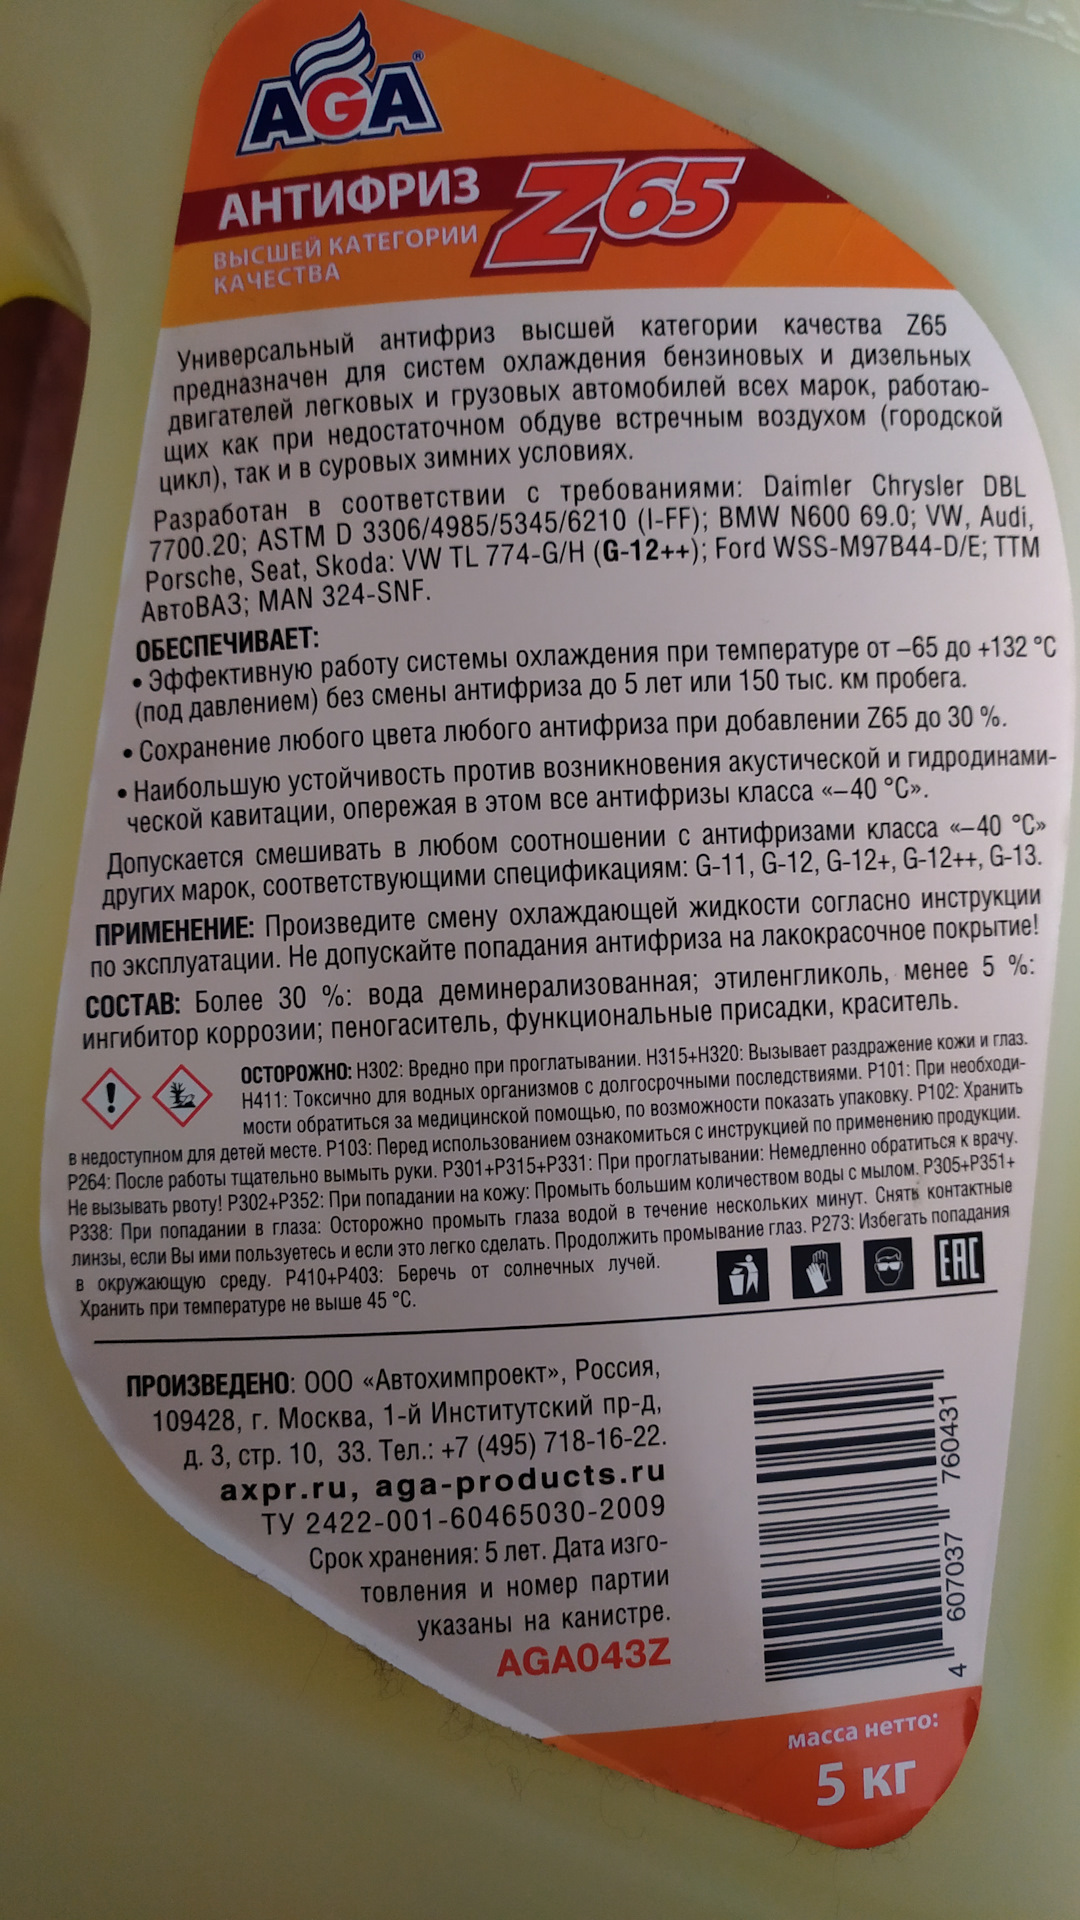 AGA®
АНТИФРИЗ Z65
ВЫСШЕЙ КАТЕГОРИИ
КАЧЕСТВА
Универсальный антифриз высшей категории качества Z65
предназначен для систем охлаждения бензиновых и дизельных
двигателей легковых и грузовых автомобилей всех марок, работаю-
щих как при недостаточном обдуве встречным воздухом (городской
цикл), так и в суровых зимних условиях.
Разработан в соответствии с требованиями: Daimler Chrysler DBL
7700.20; ASTM D 3306/4985/5345/6210 (I-FF); BMW N600 69.0; VW, Audi,
Porsche, Seat, Skoda: VW TL 774-G/H (G-12++); Ford WSS-M97B44-D/E; ТТМ
АвтоВАЗ; MAN 324-SNF.
ОБЕСПЕЧИВАЕТ:
• Эффективную работу системы охлаждения при температуре от –65 до +132 °С
(под давлением) без смены антифриза до 5 лет или 150 тыс. км пробега.
• Сохранение любого цвета любого антифриза при добавлении Z65 до 30 %.
• Наибольшую устойчивость против возникновения акустической и гидродинами-
ческой кавитации, опережая в этом все антифризы класса «–40 °С».
Допускается смешивать в любом соотношении с антифризами класса «–40 °С»
других марок, соответствующими спецификациям: G-11, G-12, G-12+, G-12++, G-13.
ПРИМЕНЕНИЕ: Произведите смену охлаждающей жидкости согласно инструкции
по эксплуатации. Не допускайте попадания антифриза на лакокрасочное покрытие!
СОСТАВ: Более 30 %: вода деминерализованная; этиленгликоль, менее 5 %:
ингибитор коррозии; пеногаситель, функциональные присадки, краситель.
ОСТОРОЖНО: H302: Вредно при проглатывании. H315+H320: Вызывает раздражение кожи и глаз.
H411: Токсично для водных организмов с долгосрочными последствиями. P101: При необходи-
мости обратиться за медицинской помощью, по возможности показать упаковку. P102: Хранить
в недоступном для детей месте. P103: Перед использованием ознакомиться с инструкцией по применению продукции.
P264: После работы тщательно вымыть руки. P301+P315+P331: При проглатывании: Немедленно обратиться к врачу.
Не вызывать рвоту! P302+P352: При попадании на кожу: Промыть большим количеством воды с мылом. P305+P351+
P338: При попадании в глаза: Осторожно промыть глаза водой в течение нескольких минут. Снять контактные
линзы, если Вы ими пользуетесь и если это легко сделать. Продолжить промывание глаз. P273: Избегать попадания
в окружающую среду. P410+P403: Беречь от солнечных лучей.
Хранить при температуре не выше 45 °С.
EAC
ПРОИЗВЕДЕНО: ООО «Автохимпроект», Россия,
109428, г. Москва, 1-й Институтский пр-д,
д. 3, стр. 10, 33. Тел.: +7 (495) 718-16-22.
axpr.ru, aga-products.ru
ТУ 2422-001-60465030-2009
Срок хранения: 5 лет. Дата изго-
товления и номер партии
указаны на канистре.
AGA043Z
4 607037 760431
масса нетто:
5 кг